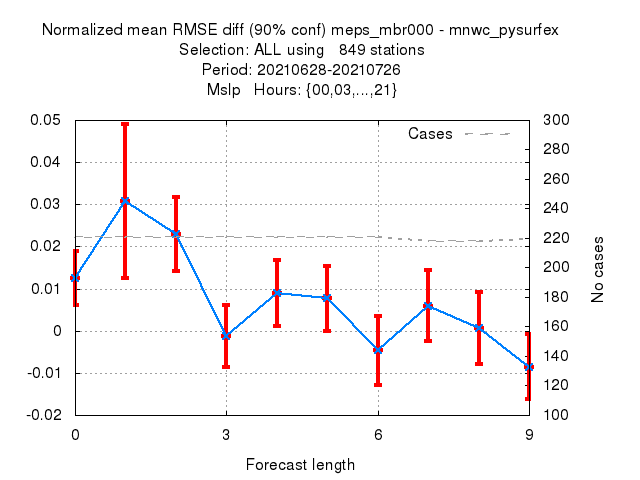 Normalized mean RMSE diff (90% conf) meps_mbr000 - mnwc_pysurfex
Selection: ALL using   849 stations
Period: 20210628-20210726
Mslp   Hours: {00,03,...,21}
Cases
0.05
0.04
0.03
0.02
0.01
0
-0.01
-0.02
300
280
260
240
220
200
180
160
140
120
100
No cases
0 3 6 9
Forecast length